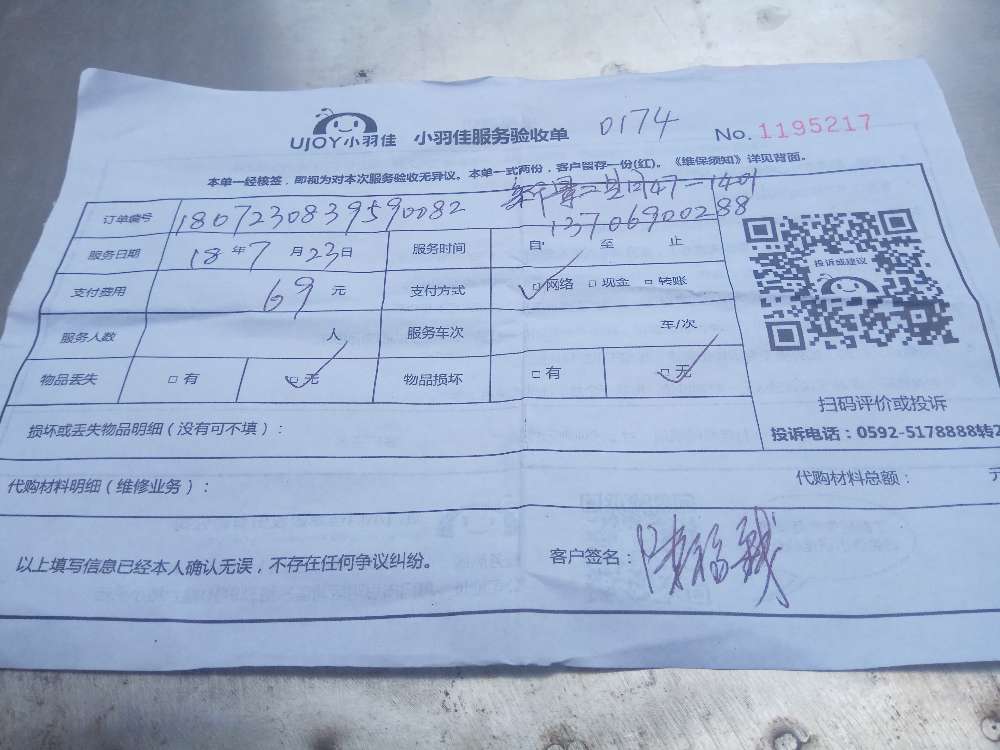 UJOY小羽佳 小羽佳服务验收单 0174 No. 1195217
本单一经核签，即视为对本次服务验收无异议。本单一式两份，客户留存一份(红)。《维保须知》详见背面。
47-1401
订单编号 1807230839590082 13706900288
服务日期 18 年 7 月 23 日 服务时间 自 至 止
投诉或建议
支付费用 69 元 支付方式 网络 现金 转账
服务人数 人 服务车次 车/次
物品丢失 有 无 物品损坏 有 无
扫码评价或投诉
损坏或丢失物品明细（没有可不填）：
投诉电话：0592-5178888转2
代购材料明细（维修业务）： 代购材料总额： 元
以上填写信息已经本人确认无误，不存在任何争议纠纷。 客户签名：